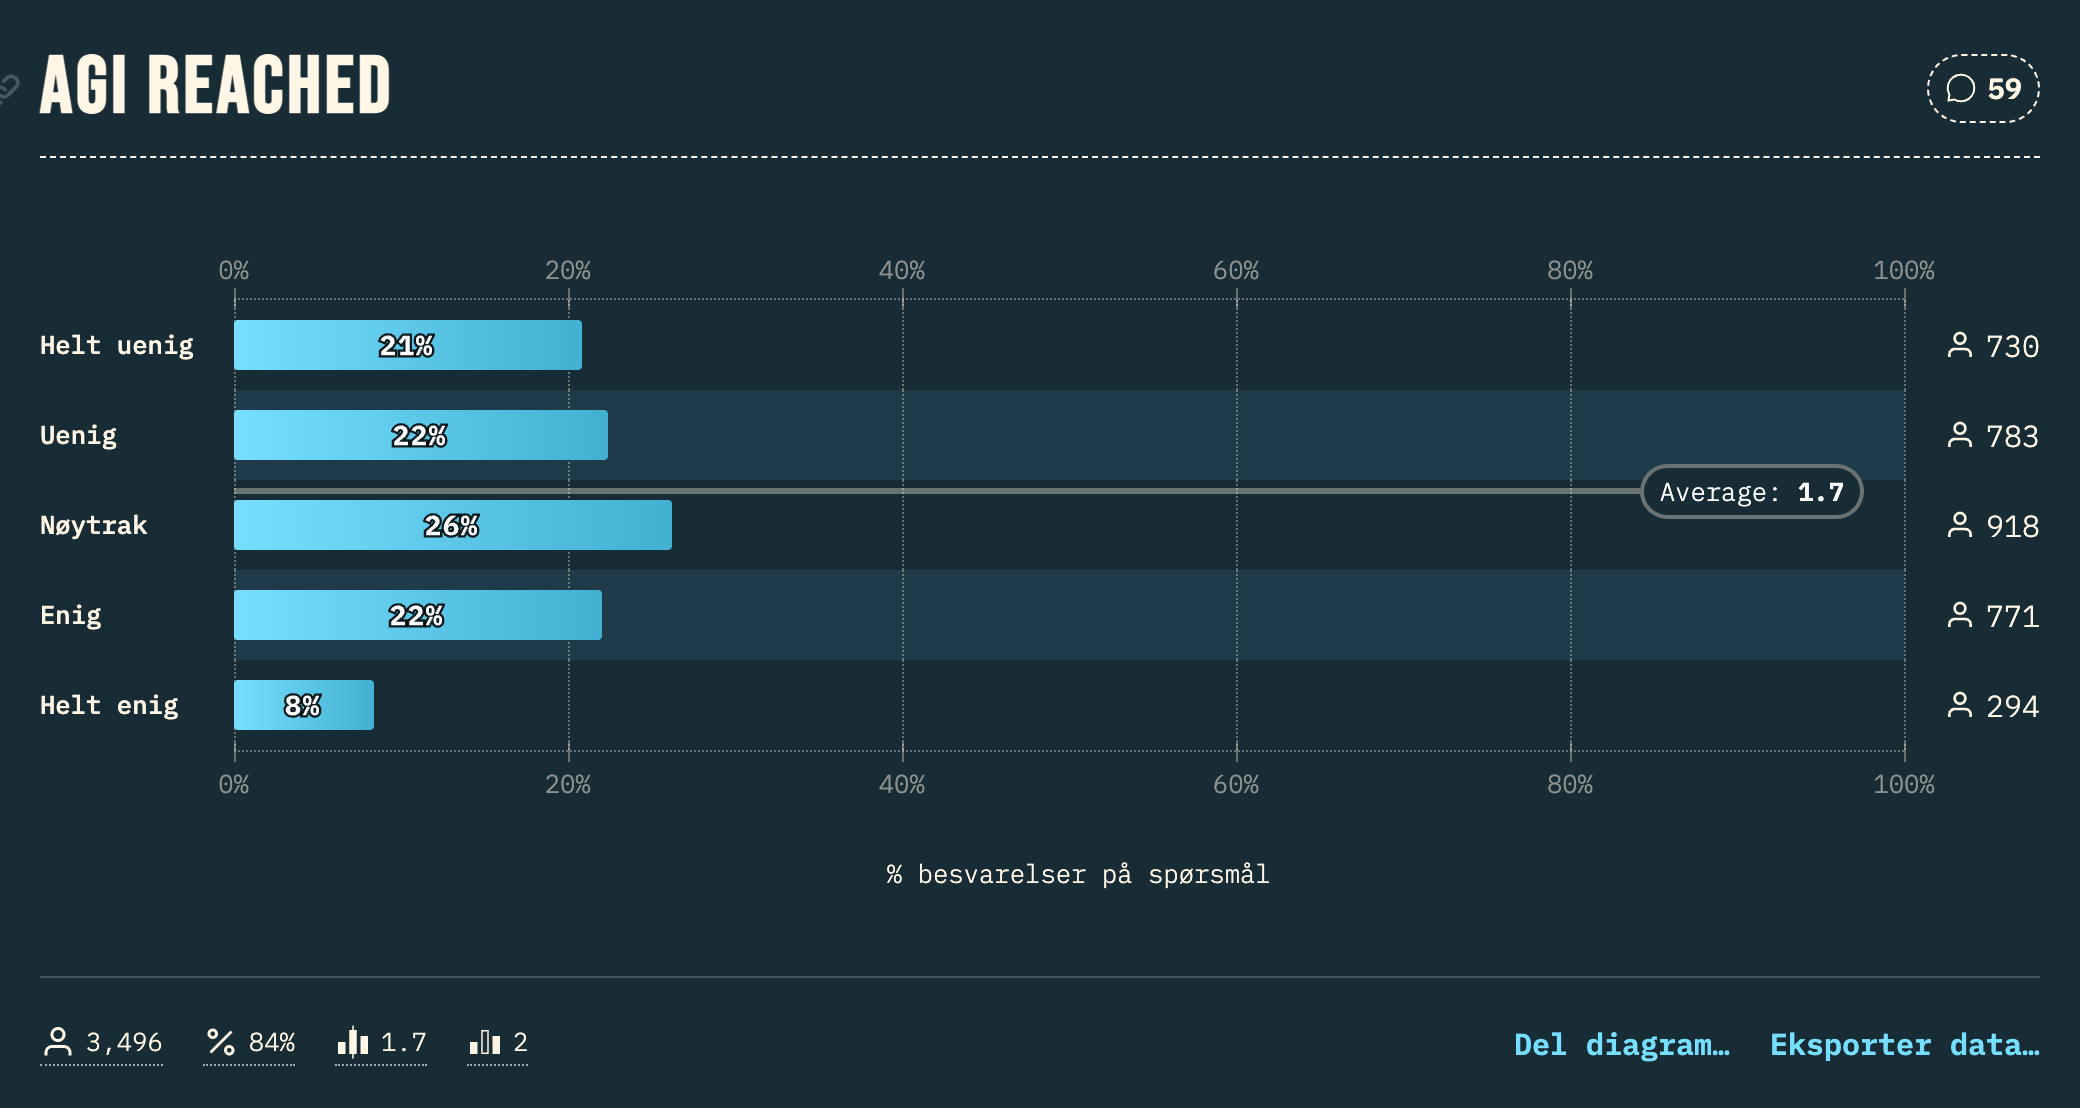 AGI REACHED
59
0% 20% 40% 60% 80% 100%
Helt uenig 21% 730
Uenig 22% 783
Average: 1.7
Nøytrak 26% 918
Enig 22% 771
Helt enig 8% 294
0% 20% 40% 60% 80% 100%
% besvarelser på spørsmål
3,496 84% 1.7 2 Del diagram… Eksporter data…